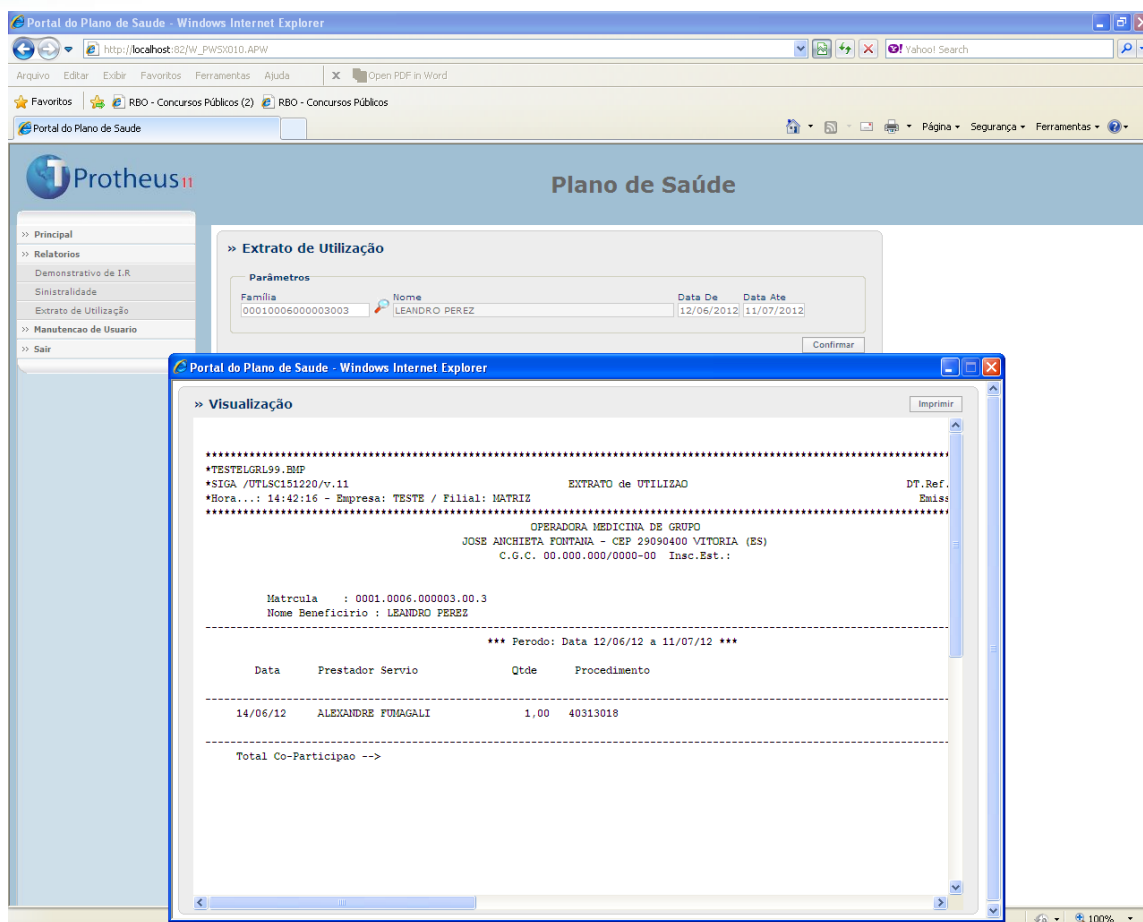 Portal do Plano de Saude - Windows Internet Explorer
http://localhost:82/W_PWSX010.APW
Yahoo! Search
Arquivo Editar Exibir Favoritos Ferramentas Ajuda x Open PDF in Word
Favoritos RBO - Concursos Públicos (2) RBO - Concursos Públicos
Portal do Plano de Saude
Página Segurança Ferramentas
Protheus 11
Plano de Saúde
>> Principal
>> Relatorios
Demonstrativo de I.R
Sinistralidade
Extrato de Utilização
>> Manutencao de Usuario
>> Sair
» Extrato de Utilização
Parâmetros
Família Nome Data De Data Ate
00010006000003003 LEANDRO PEREZ 12/06/2012 11/07/2012
Confirmar
Portal do Plano de Saude - Windows Internet Explorer
» Visualização
Imprimir
*TESTELGRL99.BMP
*SIGA /UTLSC151220/v.11 EXTRATO de UTILIZAO DT.Ref.
*Hora...: 14:42:16 - Empresa: TESTE / Filial: MATRIZ Emiss
OPERADORA MEDICINA DE GRUPO
JOSE ANCHIETA FONTANA - CEP 29090400 VITORIA (ES)
C.G.C. 00.000.000/0000-00 Insc.Est.:
Matrcula : 0001.0006.000003.00.3
Nome Beneficirio : LEANDRO PEREZ
*** Perodo: Data 12/06/12 a 11/07/12 ***
Data Prestador Servio Qtde Procedimento
14/06/12 ALEXANDRE FUMAGALI 1,00 40313018
Total Co-Participao -->
100%